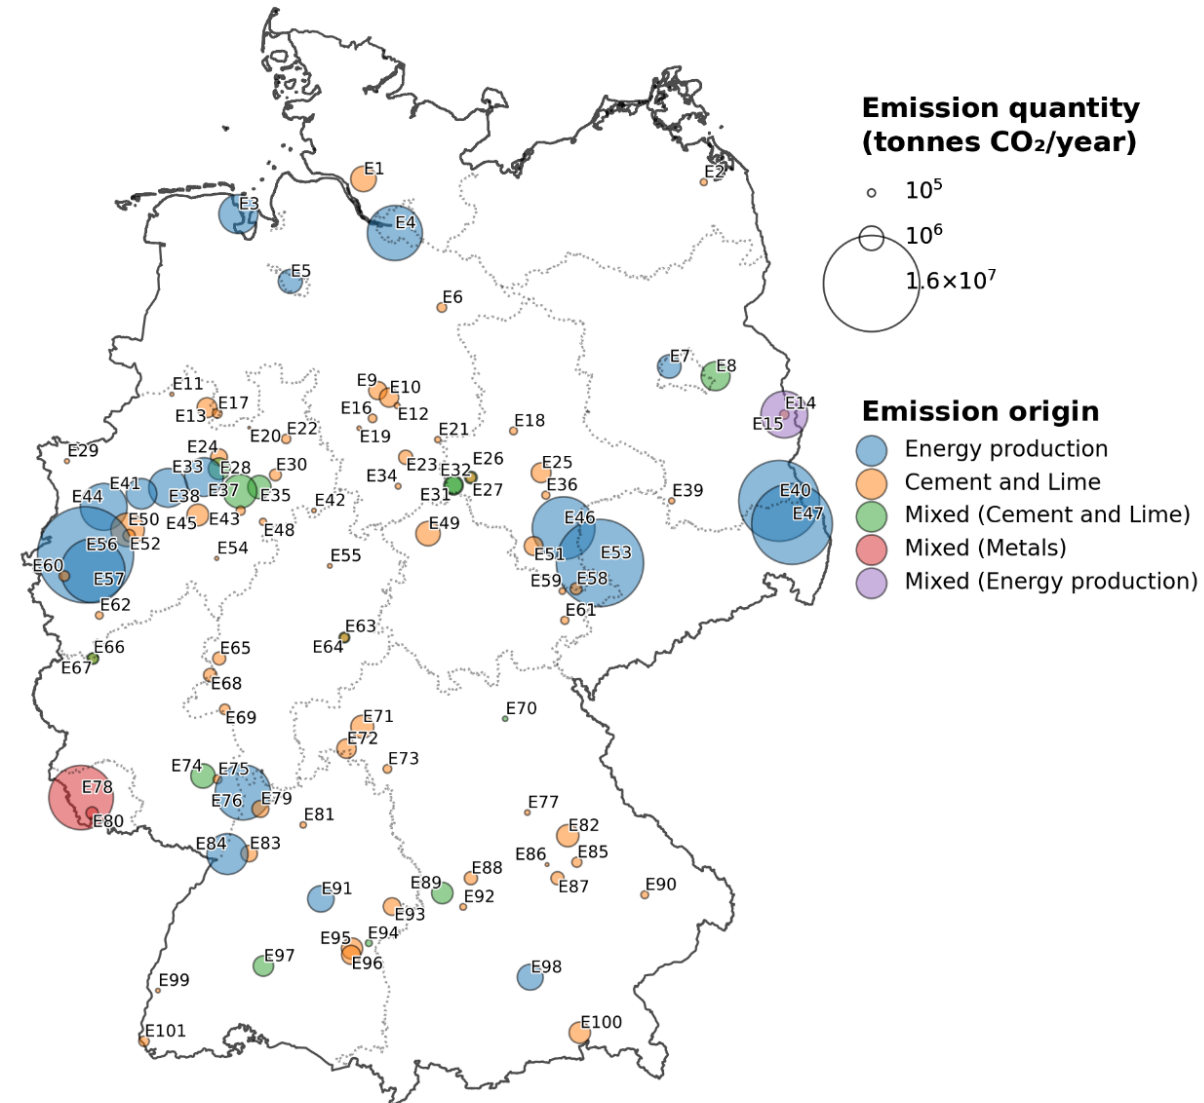 Emission quantity
(tonnes CO₂/year)
10⁵
10⁶
1.6×10⁷
Emission origin
Energy production
Cement and Lime
Mixed (Cement and Lime)
Mixed (Metals)
Mixed (Energy production)
E1
E2
E3
E4
E5
E6
E7
E8
E9
E10
E11
E12
E13
E14
E15
E16
E17
E18
E19
E20
E21
E22
E23
E24
E25
E26
E27
E28
E29
E30
E31
E32
E33
E34
E35
E36
E37
E38
E39
E40
E41
E42
E43
E44
E45
E46
E47
E48
E49
E50
E51
E52
E53
E54
E55
E56
E57
E58
E59
E60
E61
E62
E63
E64
E65
E66
E67
E68
E69
E70
E71
E72
E73
E74
E75
E76
E77
E78
E79
E80
E81
E82
E83
E84
E85
E86
E87
E88
E89
E90
E91
E92
E93
E94
E95
E96
E97
E98
E99
E100
E101